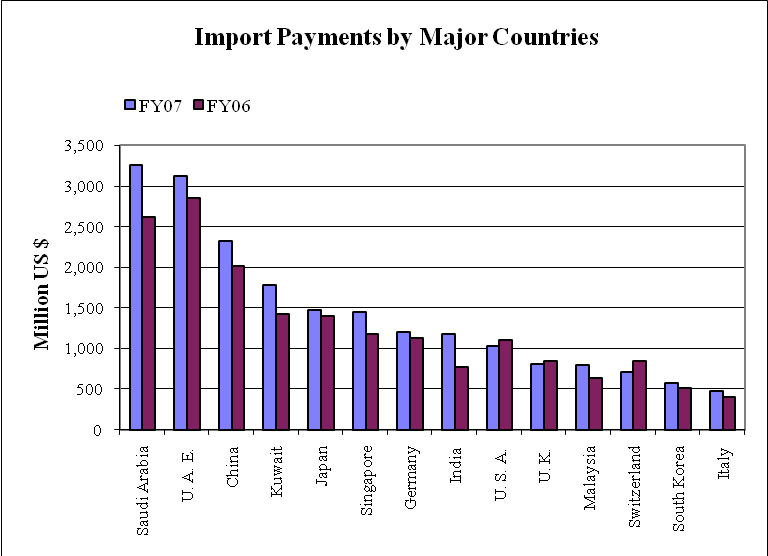 Import Payments by Major Countries
FY07 FY06
3,500
3,000
2,500
2,000
1,500
1,000
500
0
Million US $
Saudi Arabia
U. A. E.
China
Kuwait
Japan
Singapore
Germany
India
U. S. A.
U. K.
Malaysia
Switzerland
South Korea
Italy